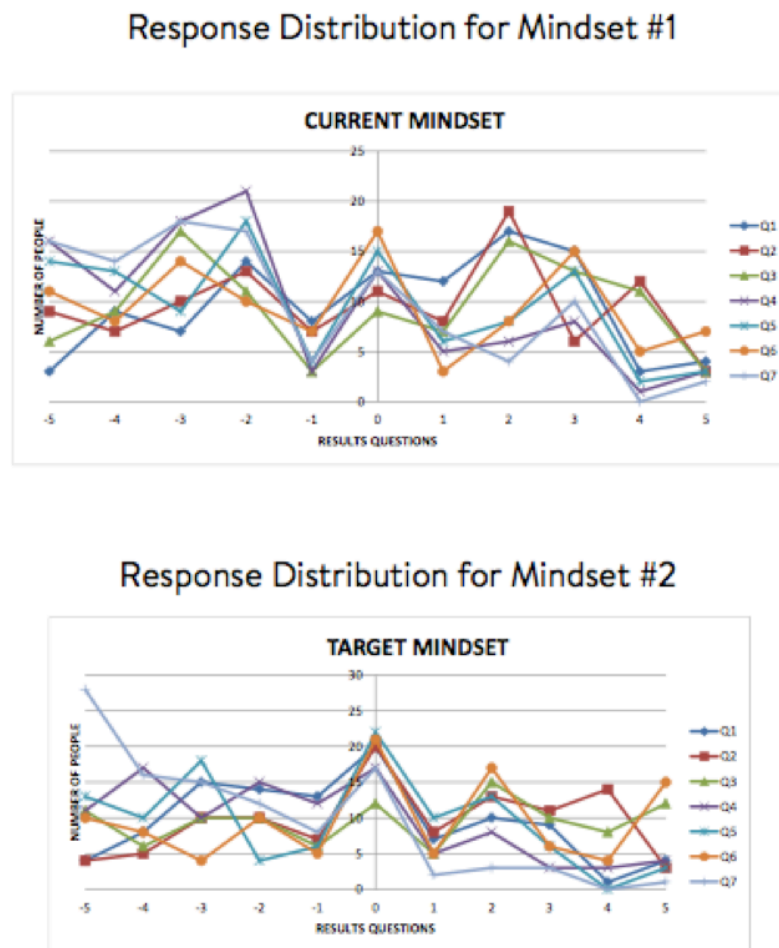 Response Distribution for Mindset #1
CURRENT MINDSET
25
20
15
10
5
0
NUMBER OF PEOPLE
-5 -4 -3 -2 -1 0 1 2 3 4 5
RESULTS QUESTIONS
Q1
Q2
Q3
Q4
Q5
Q6
Q7
Response Distribution for Mindset #2
TARGET MINDSET
30
25
20
15
10
5
0
NUMBER OF PEOPLE
-5 -4 -3 -2 -1 0 1 2 3 4 5
RESULTS QUESTIONS
Q1
Q2
Q3
Q4
Q5
Q6
Q7